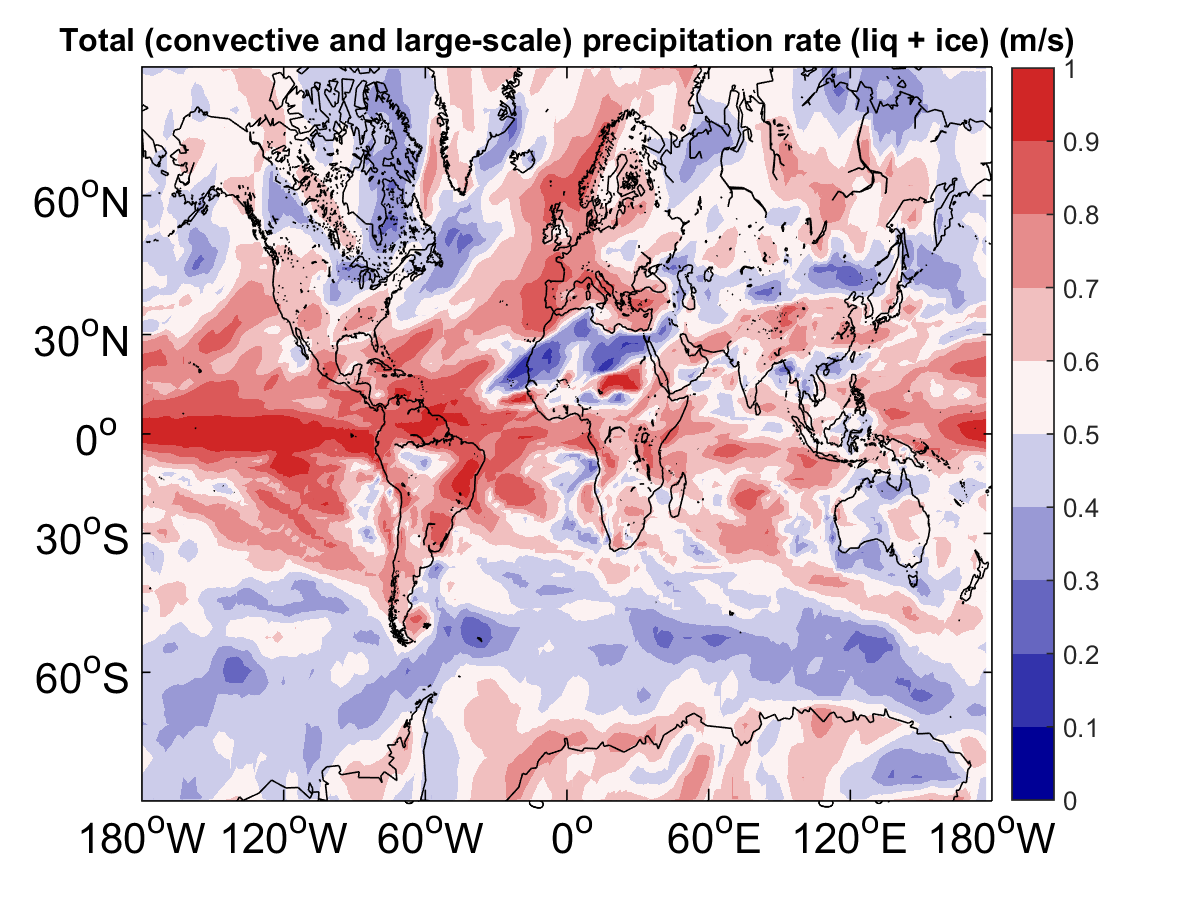 Total (convective and large-scale) precipitation rate (liq + ice) (m/s)
1
0.9
0.8
0.7
0.6
0.5
0.4
0.3
0.2
0.1
0
60°N
30°N
0°
30°S
60°S
180°W 120°W 60°W 0° 60°E 120°E 180°W